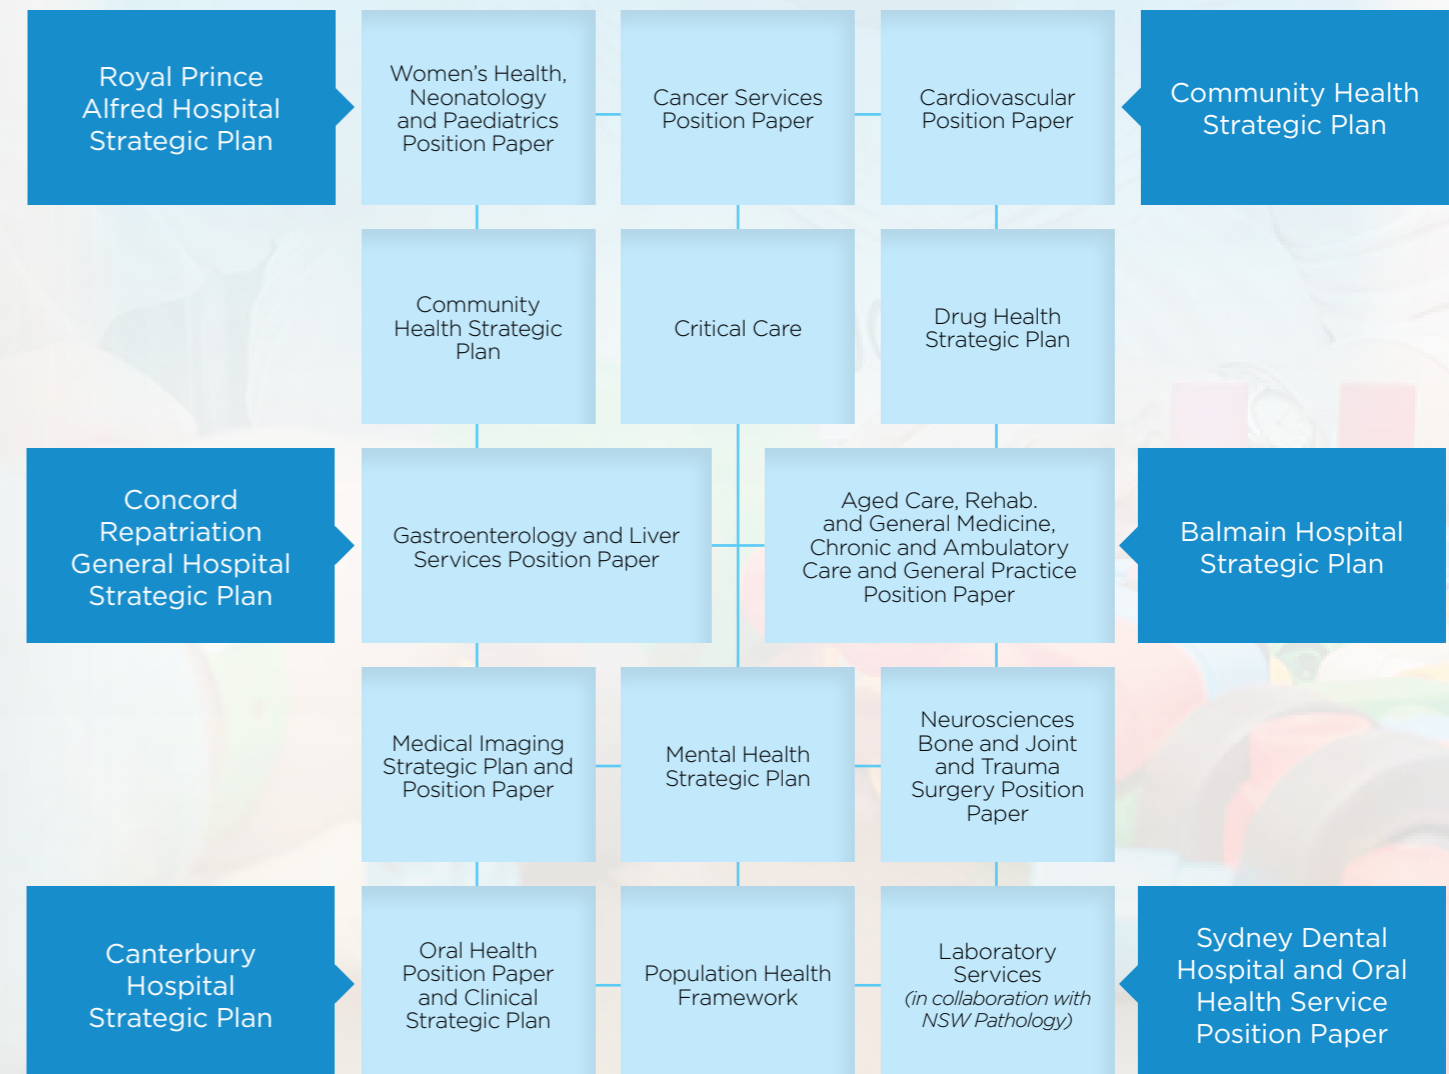 Royal Prince
Alfred Hospital
Strategic Plan
Women's Health,
Neonatology
and Paediatrics
Position Paper
Cancer Services
Position Paper
Cardiovascular
Position Paper
Community Health
Strategic Plan
Community
Health Strategic
Plan
Critical Care
Drug Health
Strategic Plan
Concord
Repatriation
General Hospital
Strategic Plan
Gastroenterology and Liver
Services Position Paper
Aged Care, Rehab.
and General Medicine,
Chronic and Ambulatory
Care and General Practice
Position Paper
Balmain Hospital
Strategic Plan
Medical Imaging
Strategic Plan and
Position Paper
Mental Health
Strategic Plan
Neurosciences
Bone and Joint
and Trauma
Surgery Position
Paper
Canterbury
Hospital
Strategic Plan
Oral Health
Position Paper
and Clinical
Strategic Plan
Population Health
Framework
Laboratory
Services
(in collaboration with
NSW Pathology)
Sydney Dental
Hospital and Oral
Health Service
Position Paper